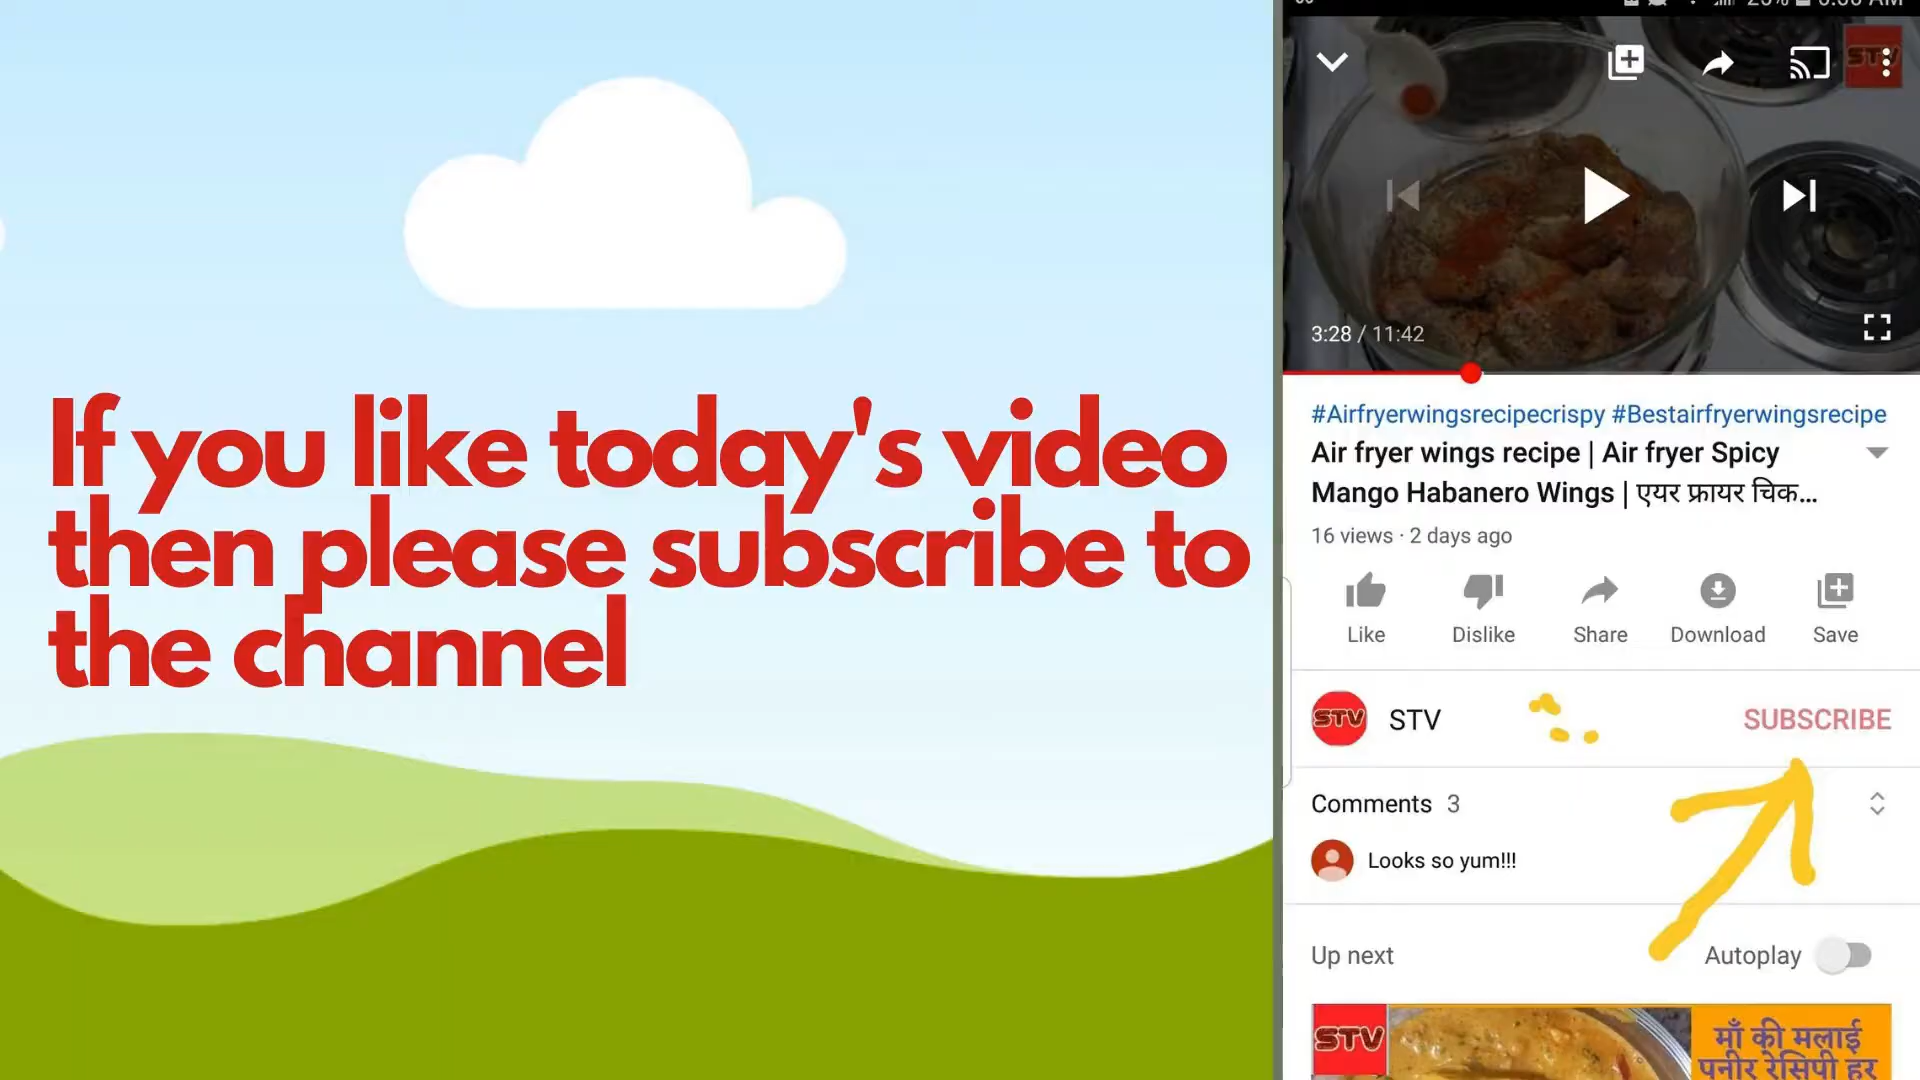 If you like today's video
then please subscribe to
the channel
STV
3:28 / 11:42
#Airfryerwingsrecipecrispy #Bestairfryerwingsrecipe
Air fryer wings recipe | Air fryer Spicy
Mango Habanero Wings | एयर फ्रायर चिक...
16 views · 2 days ago
Like Dislike Share Download Save
STV STV SUBSCRIBE
Comments 3
Looks so yum!!!
Up next Autoplay
STV
माँ की मलाई
पनीर रेसिपी हर